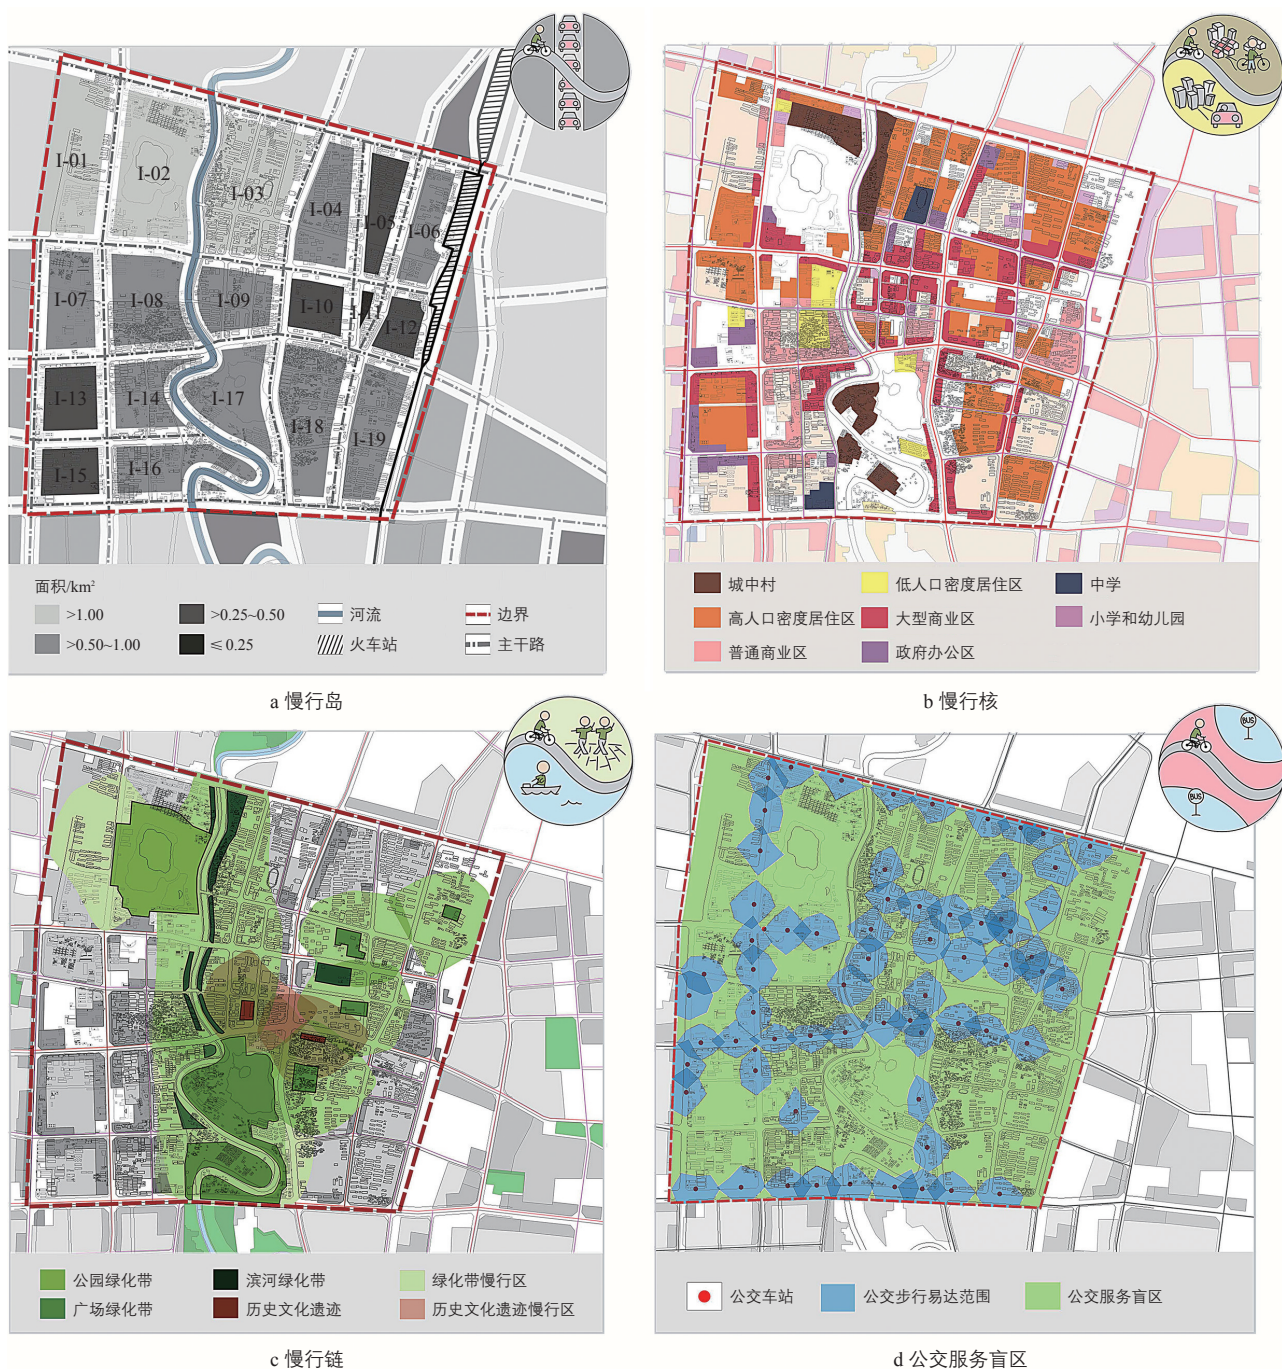 I-01
I-02
I-03
I-04
I-05
I-06
I-07
I-08
I-09
I-10
I-11
I-12
I-13
I-14
I-17
I-18
I-19
I-15
I-16
面积/km²
>1.00
>0.25~0.50
河流
边界
>0.50~1.00
≤0.25
火车站
主干路
a 慢行岛
城中村
低人口密度居住区
中学
高人口密度居住区
大型商业区
小学和幼儿园
普通商业区
政府办公区
b 慢行核
公园绿化带
滨河绿化带
绿化带慢行区
广场绿化带
历史文化遗迹
历史文化遗迹慢行区
c 慢行链
BUS
BUS
公交车站
公交步行易达范围
公交服务盲区
d 公交服务盲区